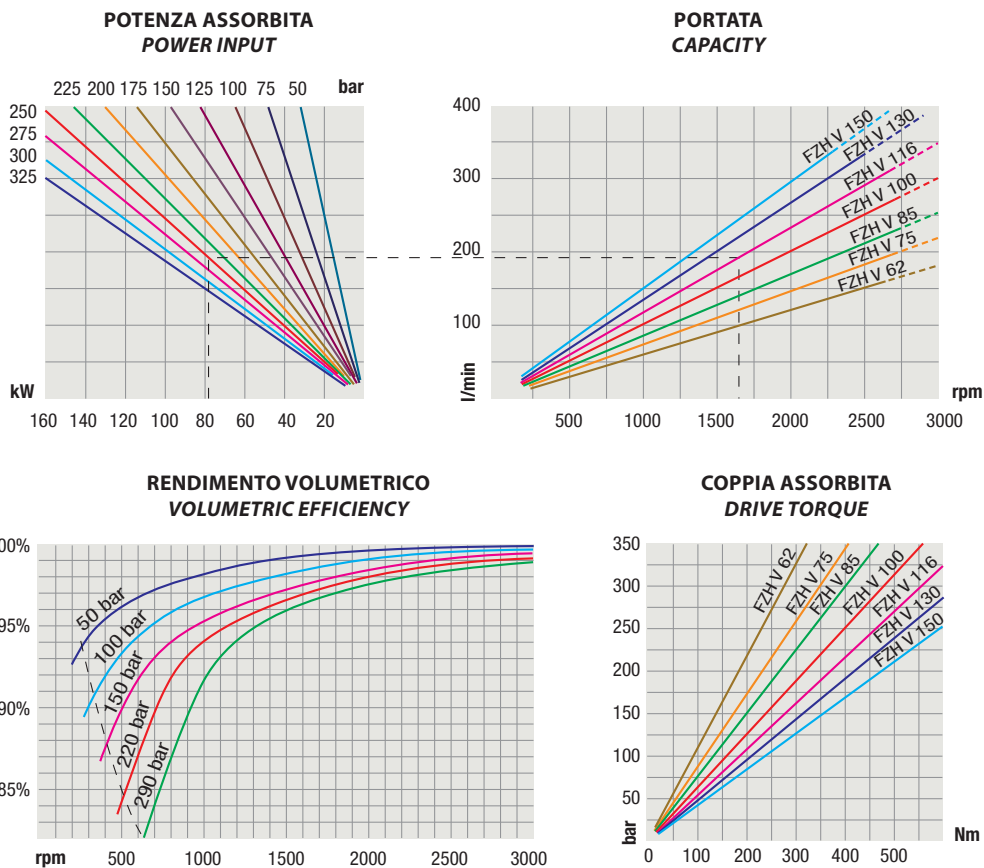 POTENZA ASSORBITA
POWER INPUT
225 200 175 150 125 100 75 50 bar
250
275
300
325
kW
160 140 120 100 80 60 40 20
PORTATA
CAPACITY
400
300
200
100
l/min
FZH V 150
FZH V 130
FZH V 116
FZH V 100
FZH V 85
FZH V 75
FZH V 62
rpm
500 1000 1500 2000 2500 3000
RENDIMENTO VOLUMETRICO
VOLUMETRIC EFFICIENCY
00%
95%
90%
85%
50 bar
100 bar
150 bar
220 bar
290 bar
rpm 500 1000 1500 2000 2500 3000
COPPIA ASSORBITA
DRIVE TORQUE
350
300
250
200
150
100
50
bar
FZH V 62
FZH V 75
FZH V 85
FZH V 100
FZH V 116
FZH V 130
FZH V 150
Nm
0 100 200 300 400 500